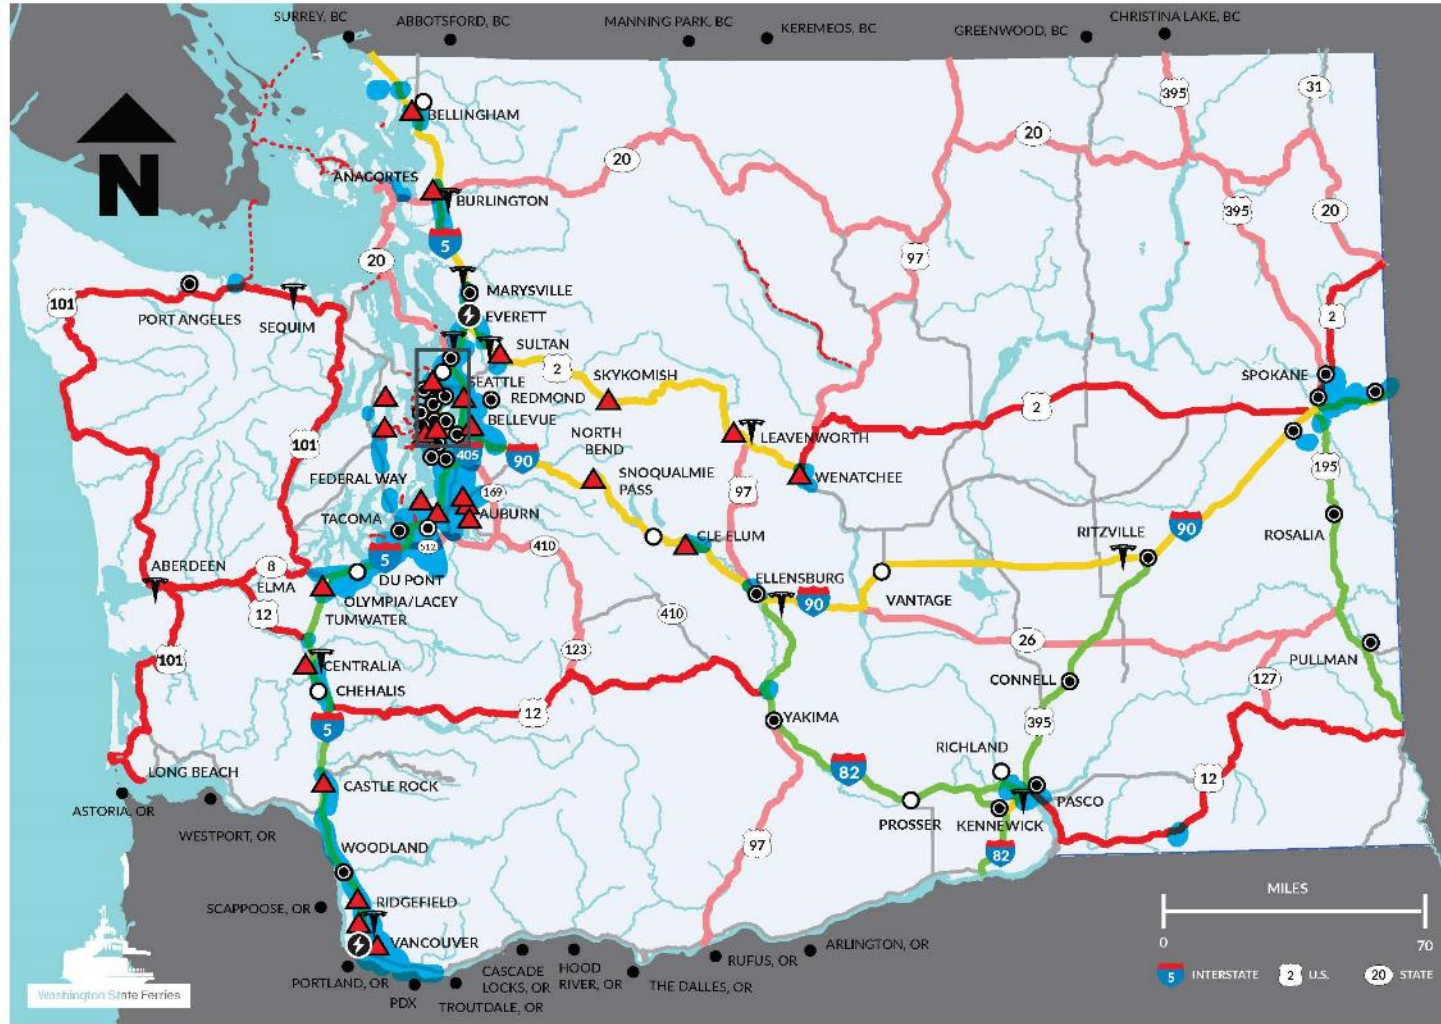 SURREY, BC
ABBOTSFORD, BC
MANNING PARK, BC
KEREMEOS, BC
GREENWOOD, BC
CHRISTINA LAKE, BC
N
BELLINGHAM
395
31
20
20
ANACORTES
BURLINGTON
395
20
5
20
97
101
MARYSVILLE
PORT ANGELES
SEQUIM
EVERETT
2
SULTAN
2
SKYKOMISH
SPOKANE
SEATTLE
REDMOND
2
BELLEVUE
LEAVENWORTH
101
101
NORTH
BEND
405
90
195
FEDERAL WAY
SNOQUALMIE
PASS
WENATCHEE
169
97
TACOMA
AUBURN
RITZVILLE
90
ROSALIA
CLE ELUM
512
410
5
ABERDEEN
8
ELMA
DU PONT
ELLENSBURG
90
VANTAGE
OLYMPIA/LACEY
12
TUMWATER
410
26
123
101
CENTRALIA
PULLMAN
CONNELL
127
CHEHALIS
12
YAKIMA
395
5
RICHLAND
LONG BEACH
CASTLE ROCK
82
12
PASCO
ASTORIA, OR
PROSSER
KENNEWICK
WESTPORT, OR
WOODLAND
97
82
MILES
SCAPPOOSE, OR
RIDGEFIELD
VANCOUVER
0
70
ARLINGTON, OR
RUFUS, OR
PORTLAND, OR
CASCADE
LOCKS, OR
HOOD
RIVER, OR
THE DALLES, OR
5 INTERSTATE
2 U.S.
20 STATE
Washington State Ferries
PDX
TROUTDALE, OR